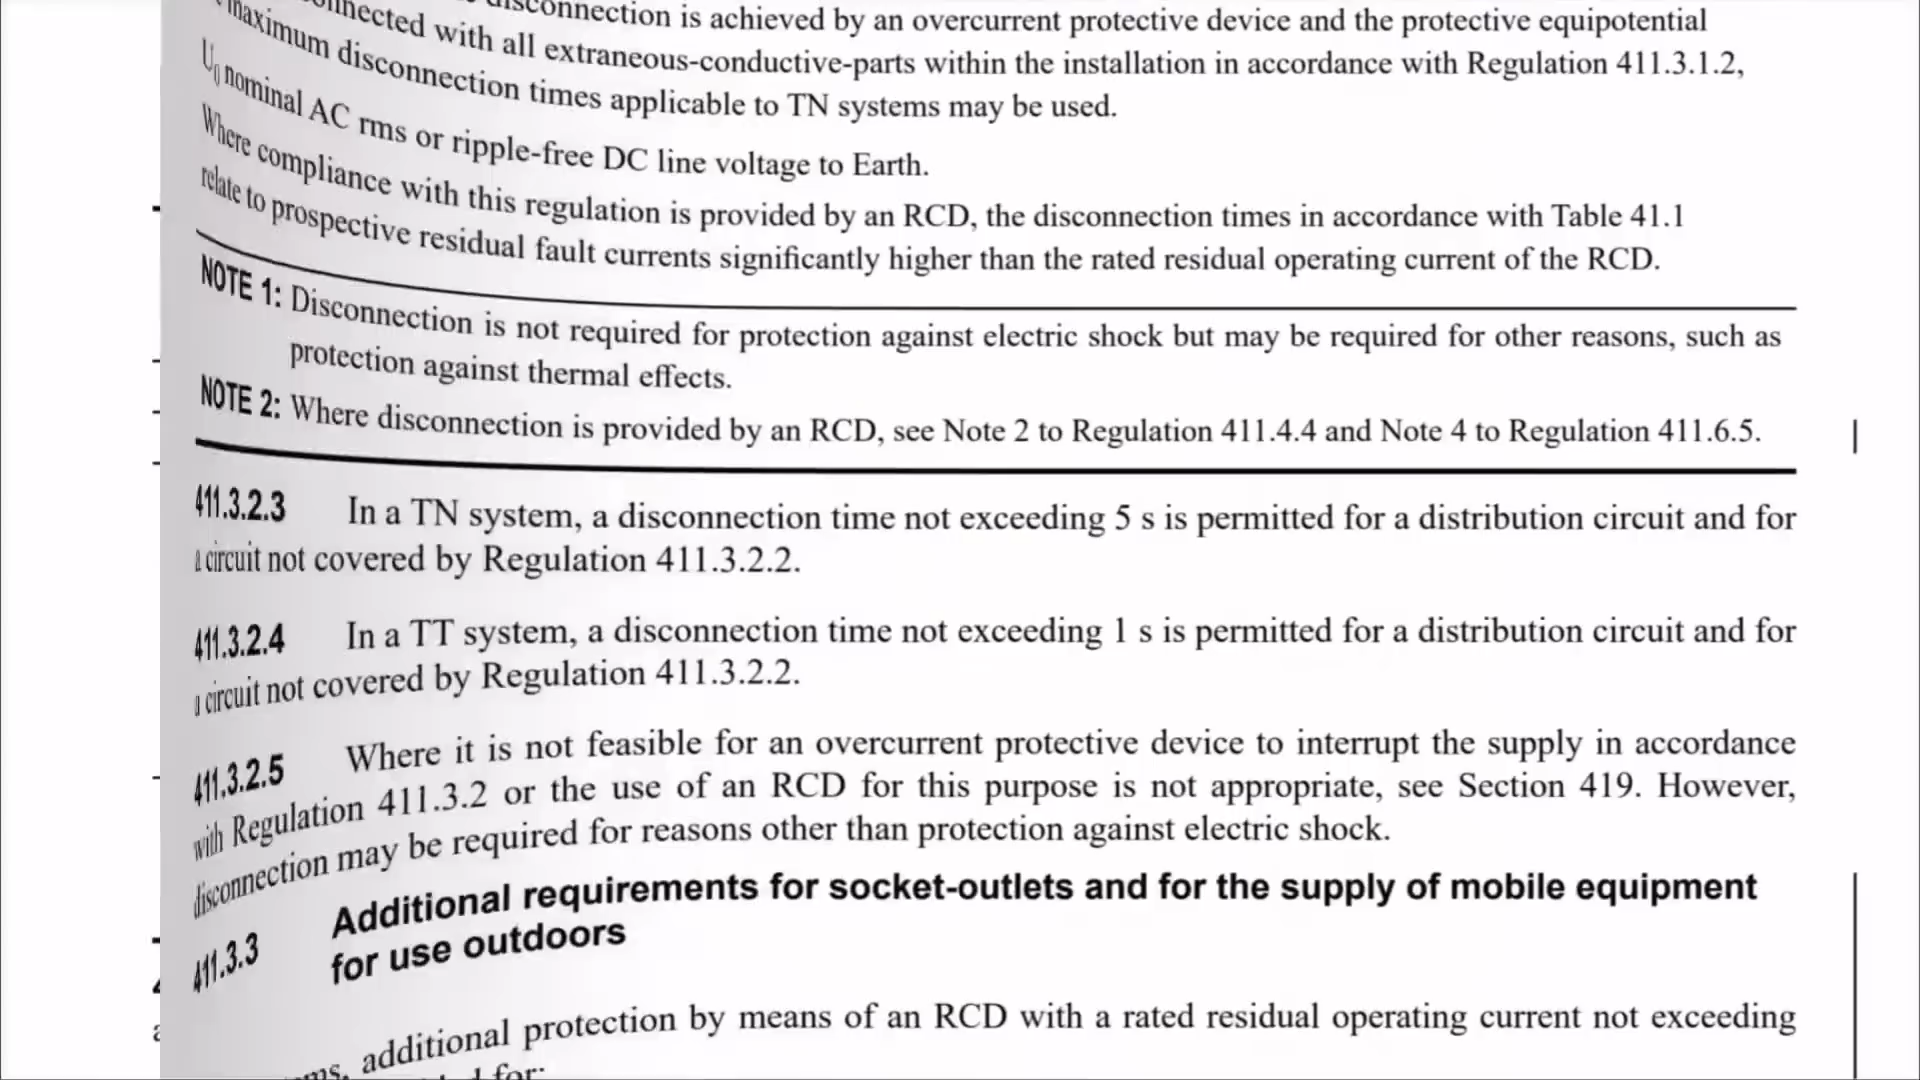 disconnection is achieved by an overcurrent protective device and the protective equipotential
connected with all extraneous-conductive-parts within the installation in accordance with Regulation 411.3.1.2,
maximum disconnection times applicable to TN systems may be used.
U0 nominal AC rms or ripple-free DC line voltage to Earth.
Where compliance with this regulation is provided by an RCD, the disconnection times in accordance with Table 41.1
relate to prospective residual fault currents significantly higher than the rated residual operating current of the RCD.
NOTE 1: Disconnection is not required for protection against electric shock but may be required for other reasons, such as
protection against thermal effects.
NOTE 2: Where disconnection is provided by an RCD, see Note 2 to Regulation 411.4.4 and Note 4 to Regulation 411.6.5.
411.3.2.3 In a TN system, a disconnection time not exceeding 5 s is permitted for a distribution circuit and for
a circuit not covered by Regulation 411.3.2.2.
411.3.2.4 In a TT system, a disconnection time not exceeding 1 s is permitted for a distribution circuit and for
a circuit not covered by Regulation 411.3.2.2.
411.3.2.5 Where it is not feasible for an overcurrent protective device to interrupt the supply in accordance
with Regulation 411.3.2 or the use of an RCD for this purpose is not appropriate, see Section 419. However,
disconnection may be required for reasons other than protection against electric shock.
411.3.3 Additional requirements for socket-outlets and for the supply of mobile equipment
for use outdoors
additional protection by means of an RCD with a rated residual operating current not exceeding
for: